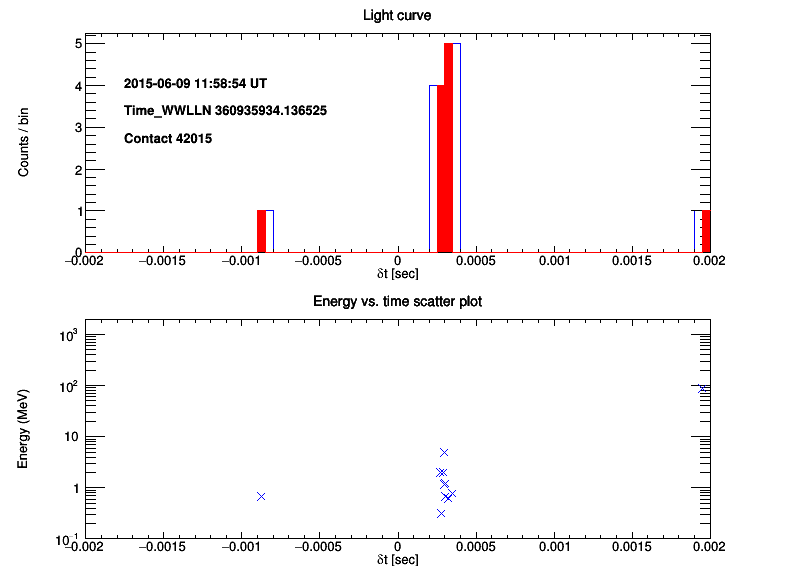 Light curve
Counts / bin
5
4
3
2
1
0
2015-06-09 11:58:54 UT
Time_WWLLN 360935934.136525
Contact 42015
−0.002 −0.0015 −0.001 −0.0005 0 0.0005 0.001 0.0015 0.002
δt [sec]
Energy vs. time scatter plot
Energy (MeV)
10³
10²
10
1
10⁻¹
−0.002 −0.0015 −0.001 −0.0005 0 0.0005 0.001 0.0015 0.002
δt [sec]